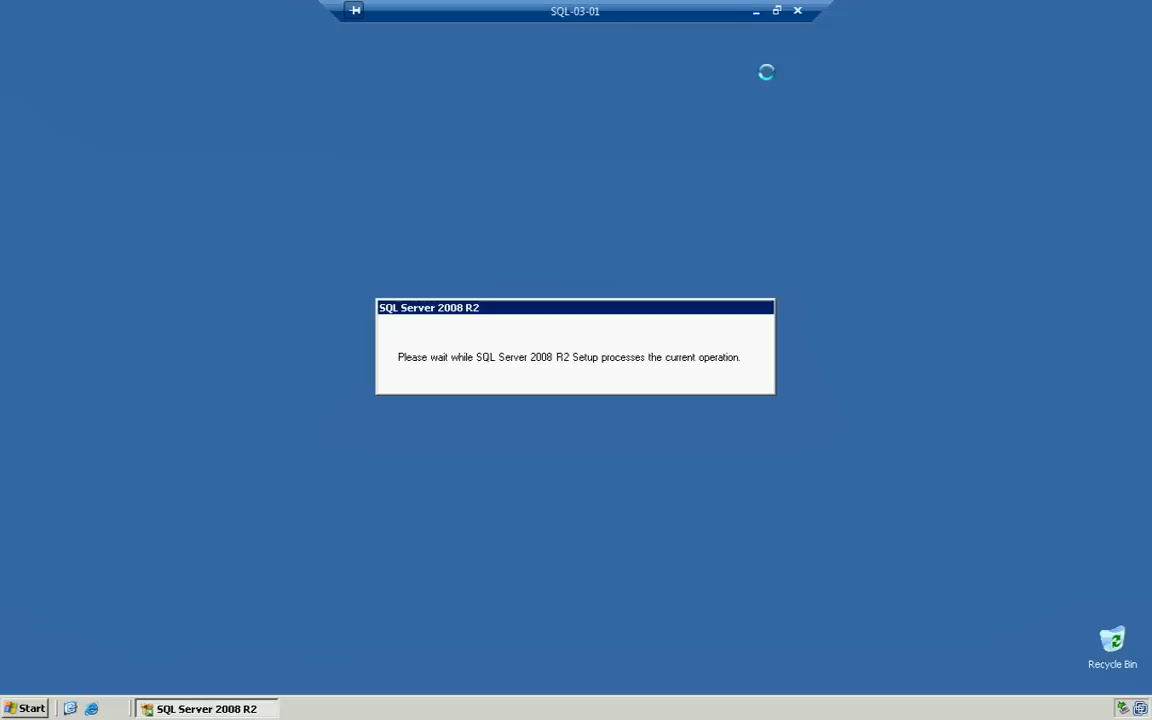 SQL-03-01
SQL Server 2008 R2
Please wait while SQL Server 2008 R2 Setup processes the current operation.
Recycle Bin
Start
SQL Server 2008 R2